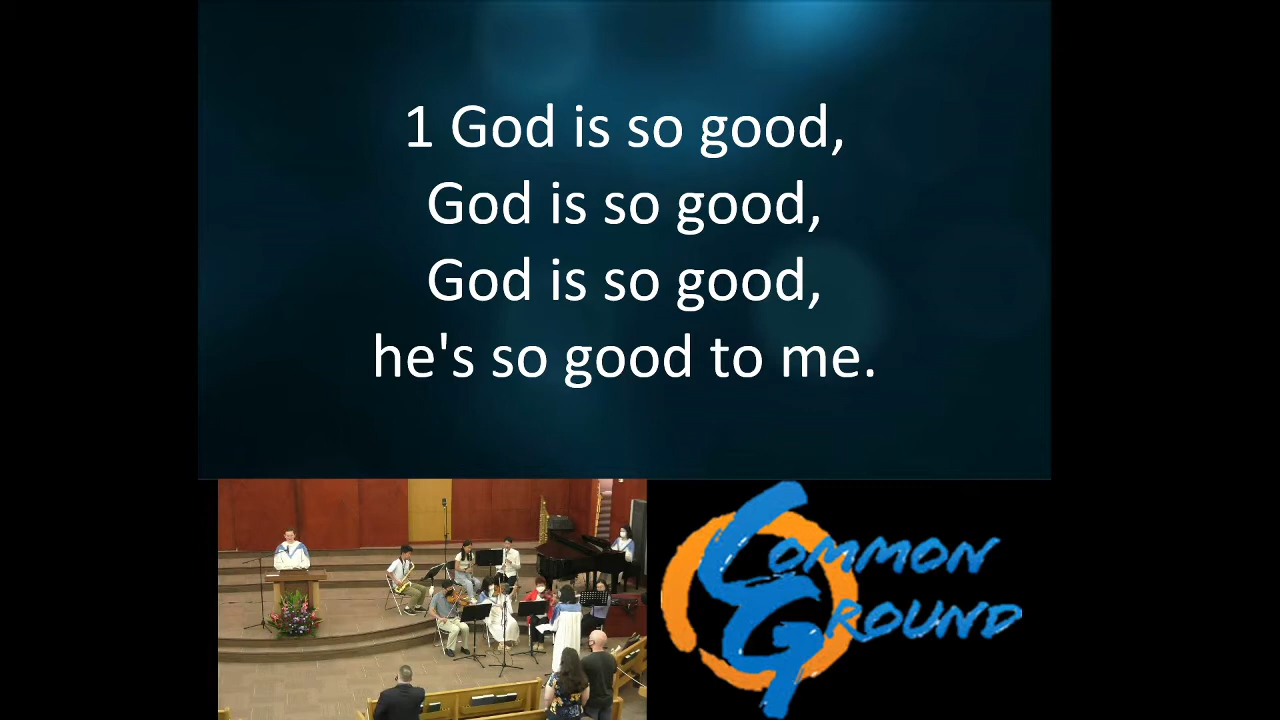 1 God is so good,
God is so good,
God is so good,
he's so good to me.
COMMON
GROUND